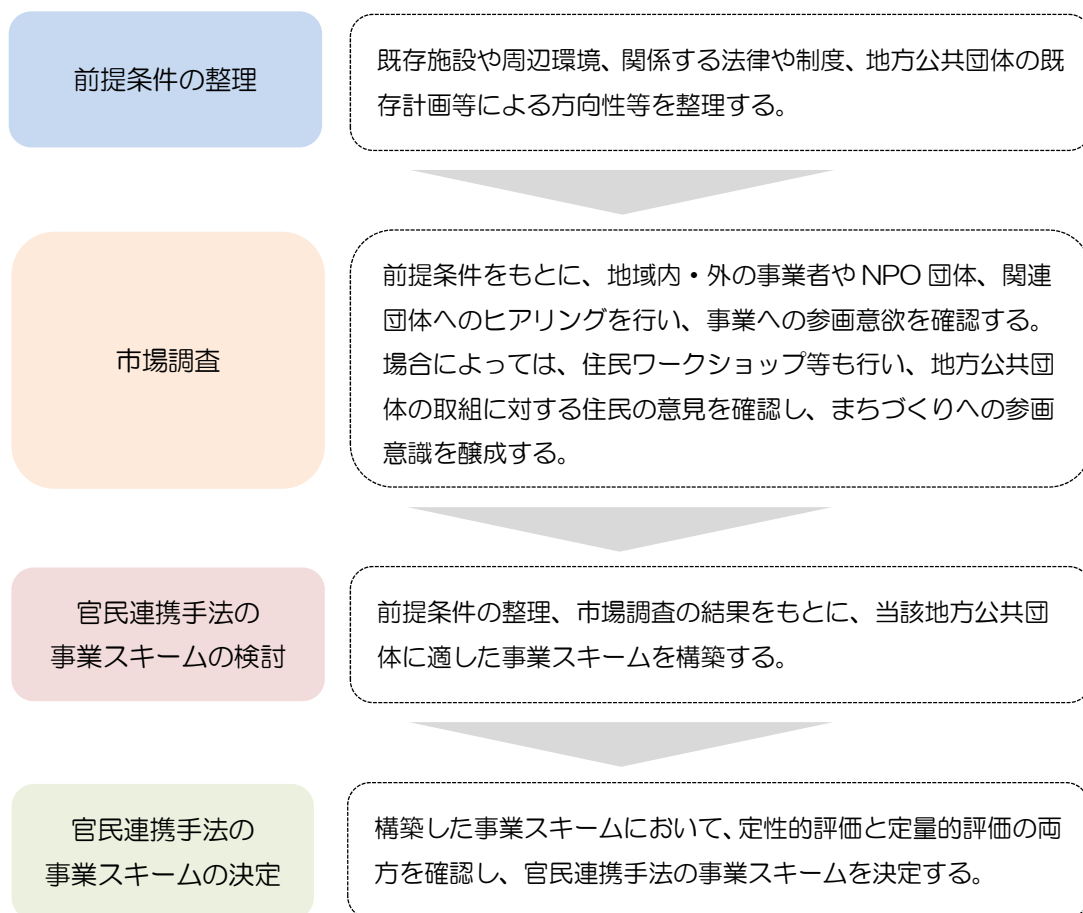 前提条件の整理
既存施設や周辺環境、関係する法律や制度、地方公共団体の既
存計画等による方向性等を整理する。
市場調査
前提条件をもとに、地域内・外の事業者や NPO 団体、関連
団体へのヒアリングを行い、事業への参画意欲を確認する。
場合によっては、住民ワークショップ等も行い、地方公共団
体の取組に対する住民の意見を確認し、まちづくりへの参画
意識を醸成する。
官民連携手法の
事業スキームの検討
前提条件の整理、市場調査の結果をもとに、当該地方公共団
体に適した事業スキームを構築する。
官民連携手法の
事業スキームの決定
構築した事業スキームにおいて、定性的評価と定量的評価の両
方を確認し、官民連携手法の事業スキームを決定する。